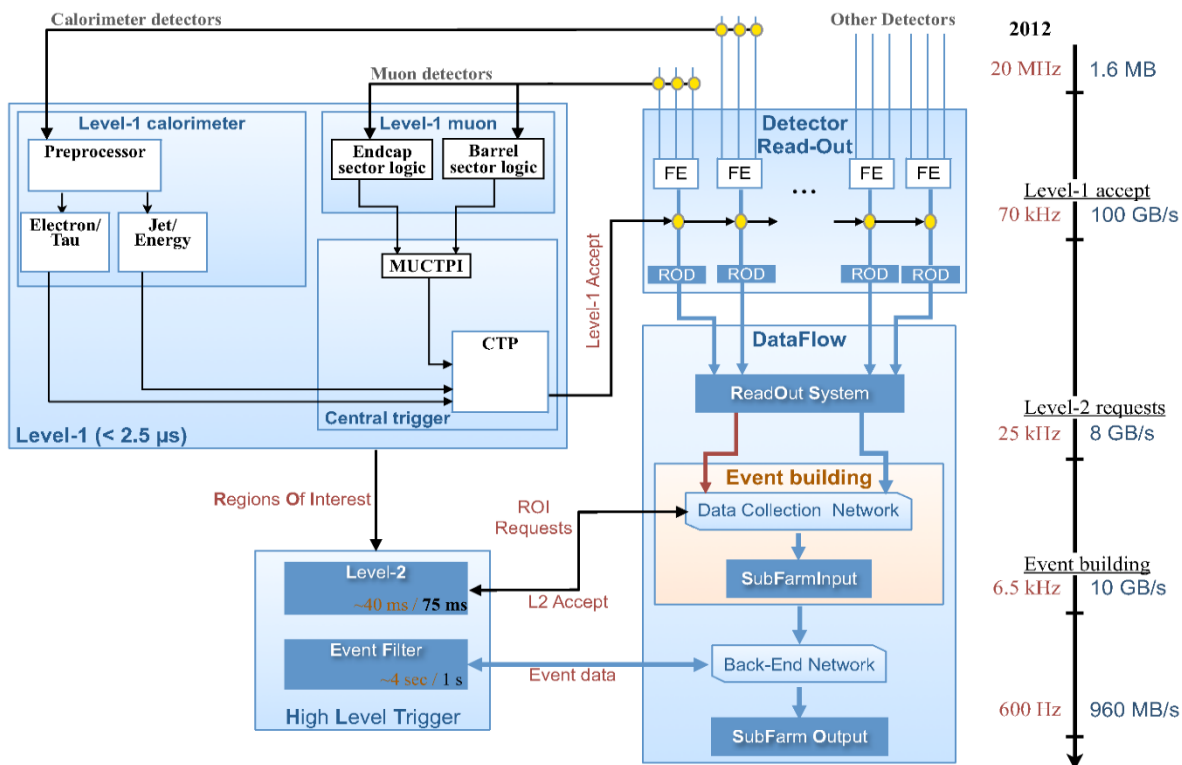 Calorimeter detectors
Muon detectors
Other Detectors
2012
20 MHz
1.6 MB
Level-1 calorimeter
Preprocessor
Electron/
Tau
Jet/
Energy
Level-1 muon
Endcap
sector logic
Barrel
sector logic
MUCTPI
CTP
Central trigger
Level-1 (< 2.5 µs)
Level-1 Accept
Detector
Read-Out
FE
FE
...
FE
FE
ROD
ROD
ROD
ROD
Level-1 accept
70 kHz
100 GB/s
DataFlow
ReadOut System
Level-2 requests
25 kHz
8 GB/s
Event building
Data Collection Network
SubFarmInput
Event building
6.5 kHz
10 GB/s
Regions Of Interest
ROI
Requests
L2 Accept
Level-2
~40 ms / 75 ms
Event Filter
~4 sec / 1 s
High Level Trigger
Event data
Back-End Network
SubFarm Output
600 Hz
960 MB/s